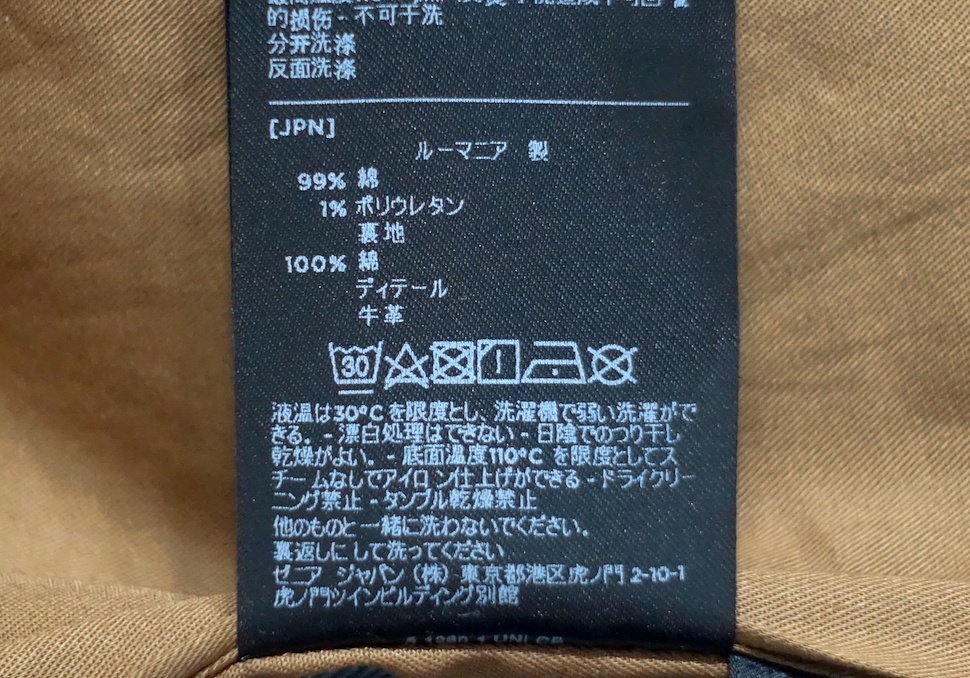 的损伤 - 不可干洗
分开洗涤
反面洗涤
[JPN]
ルーマニア 製
99% 綿
1% ポリウレタン
裏地
100% 綿
ディテール
牛革
30
液温は30°C を限度とし、洗濯機で弱い洗濯がで
きる。 - 漂白処理はできない - 日陰でのつり干し
乾燥がよい。 - 底面温度110°C を限度としてス
チームなしでアイロン仕上げができる - ドライクリー
ニング禁止 - タンブル乾燥禁止
他のものと一緒に洗わないでください。
裏返しにして洗ってください
ゼニア ジャパン (株) 東京都港区虎ノ門 2-10-1
虎ノ門ツインビルディング別館